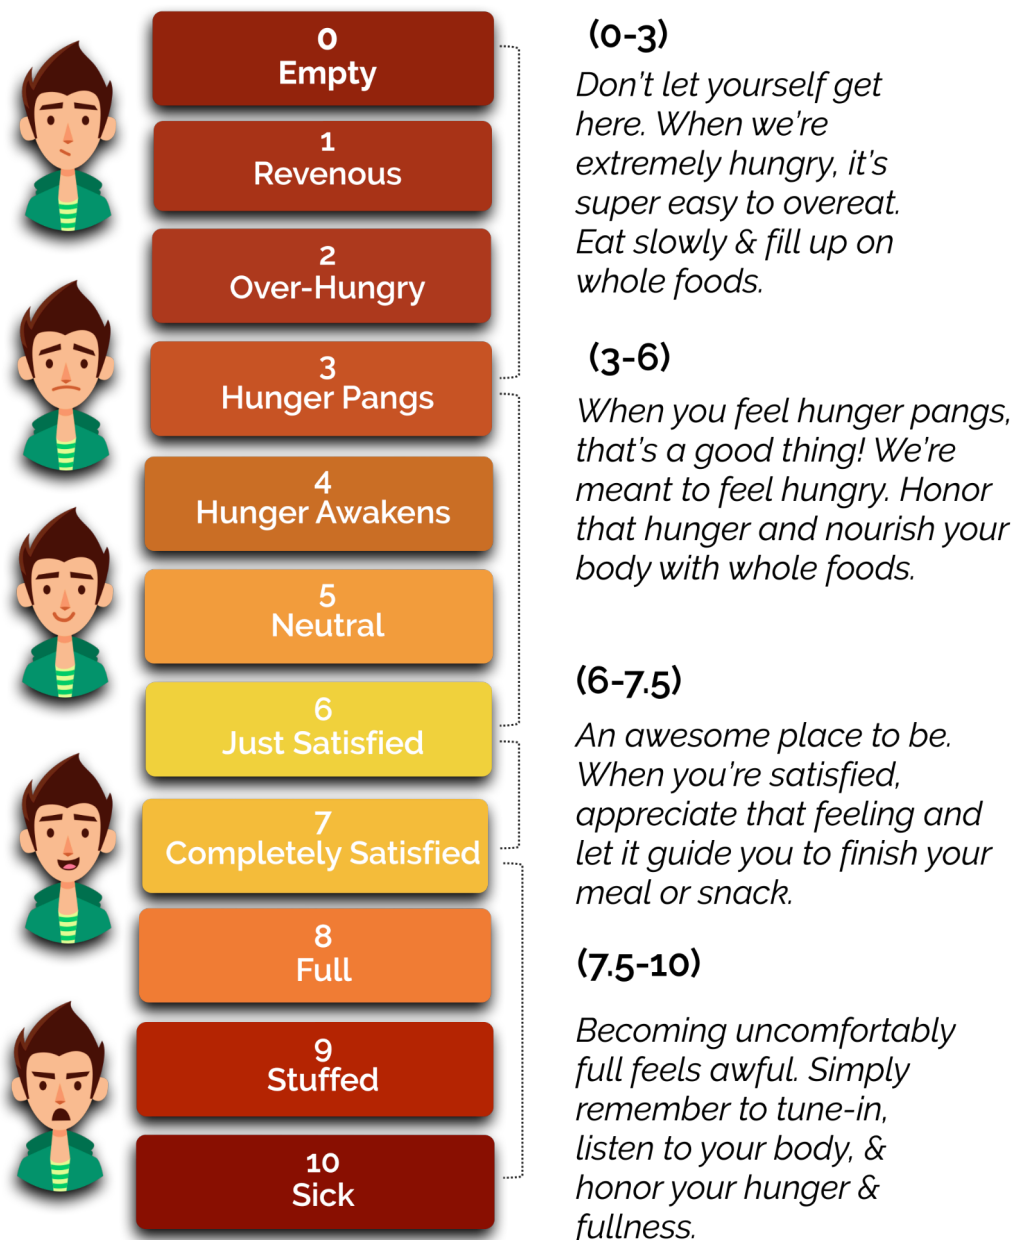 0
Empty
1
Revenous
2
Over-Hungry
3
Hunger Pangs
4
Hunger Awakens
5
Neutral
6
Just Satisfied
7
Completely Satisfied
8
Full
9
Stuffed
10
Sick
(0-3)
Don't let yourself get
here. When we're
extremely hungry, it's
super easy to overeat.
Eat slowly & fill up on
whole foods.
(3-6)
When you feel hunger pangs,
that's a good thing! We're
meant to feel hungry. Honor
that hunger and nourish your
body with whole foods.
(6-7.5)
An awesome place to be.
When you're satisfied,
appreciate that feeling and
let it guide you to finish your
meal or snack.
(7.5-10)
Becoming uncomfortably
full feels awful. Simply
remember to tune-in,
listen to your body, &
honor your hunger &
fullness.